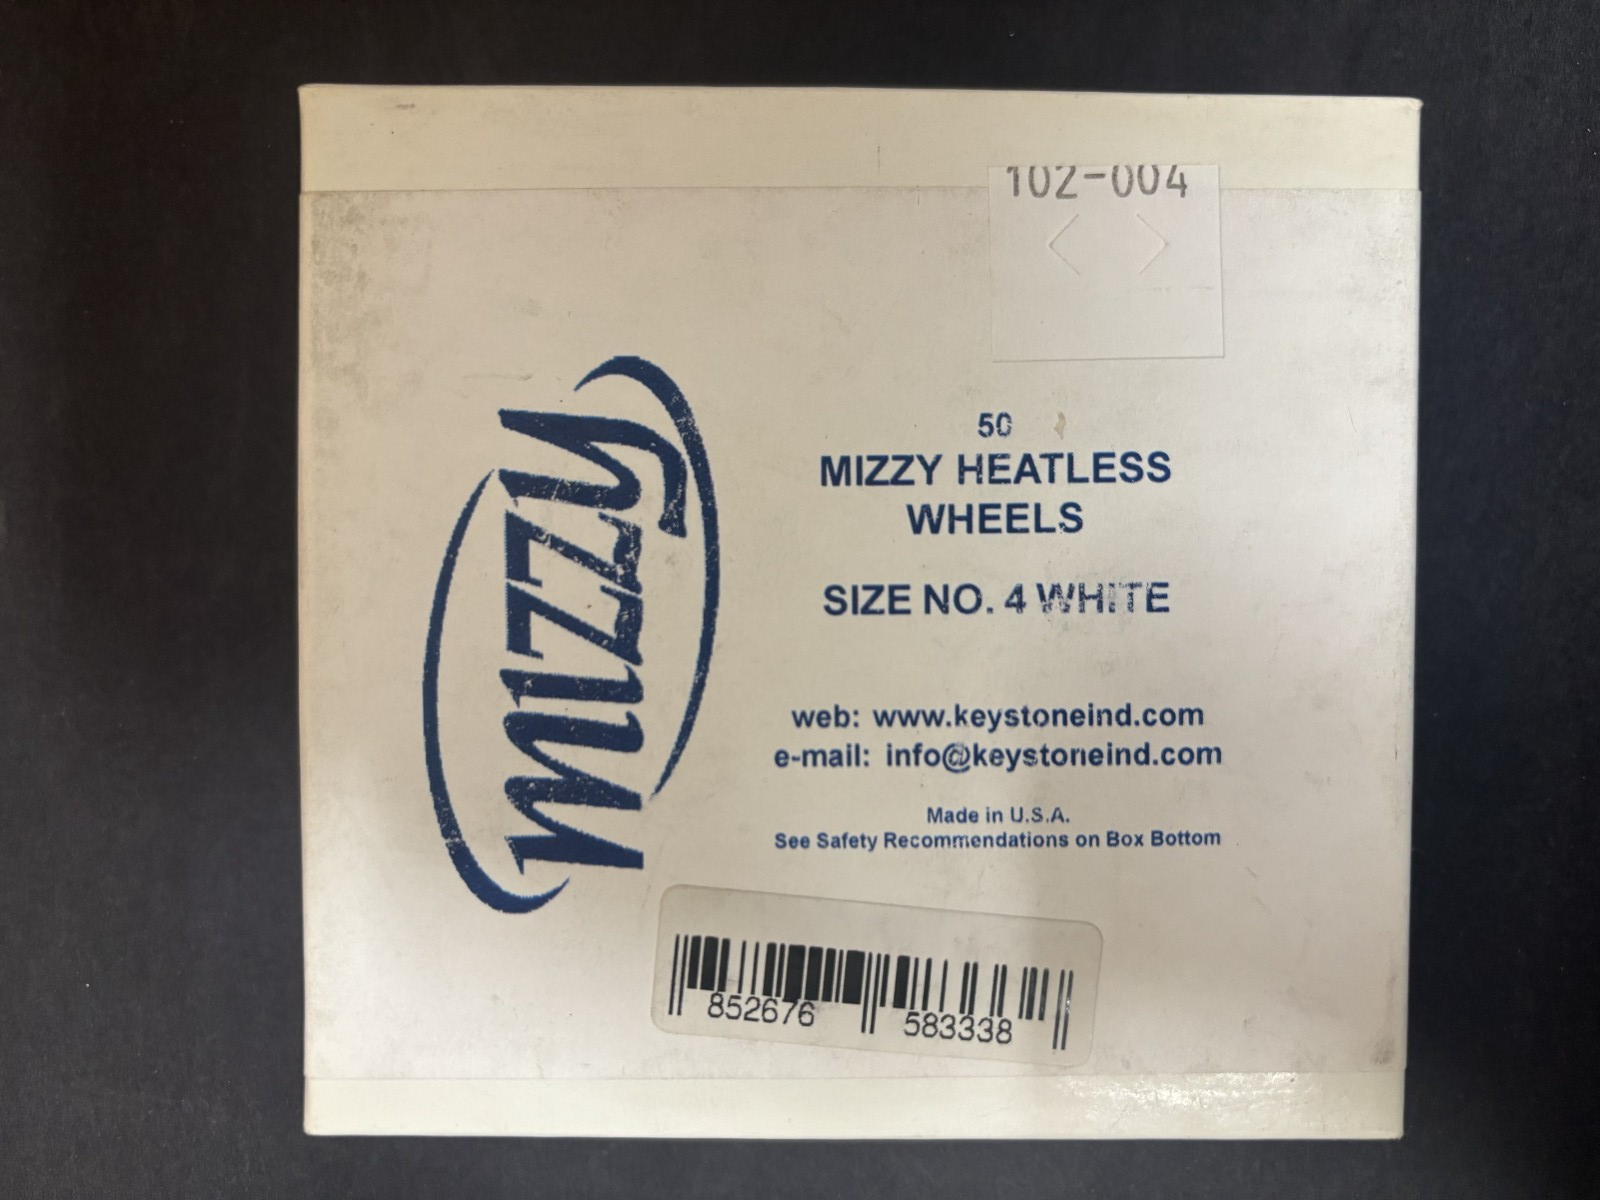 102-004
mizzy
50
MIZZY HEATLESS
WHEELS
SIZE NO. 4 WHITE
web: www.keystoneind.com
e-mail: info@keystoneind.com
Made in U.S.A.
See Safety Recommendations on Box Bottom
852676 583338